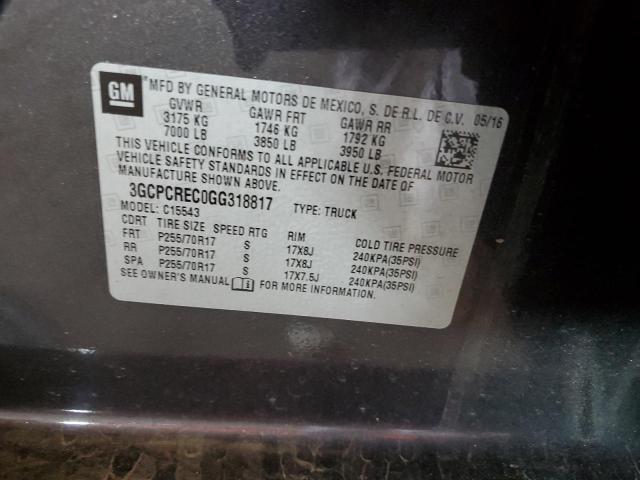 GM
MFD BY GENERAL MOTORS DE MEXICO, S. DE R.L. DE C.V. 05/16
GVWR GAWR FRT GAWR RR
3175 KG 1746 KG 1792 KG
7000 LB 3850 LB 3950 LB
THIS VEHICLE CONFORMS TO ALL APPLICABLE U.S. FEDERAL MOTOR
VEHICLE SAFETY STANDARDS IN EFFECT ON THE DATE OF
MANUFACTURE SHOWN ABOVE.
3GCPCREC0GG318817 TYPE: TRUCK
MODEL: C15543
CDRT TIRE SIZE SPEED RTG RIM COLD TIRE PRESSURE
FRT P255/70R17 S 17X8J 240KPA(35PSI)
RR P255/70R17 S 17X8J 240KPA(35PSI)
SPA P255/70R17 S 17X7.5J 240KPA(35PSI)
SEE OWNER'S MANUAL FOR MORE INFORMATION.